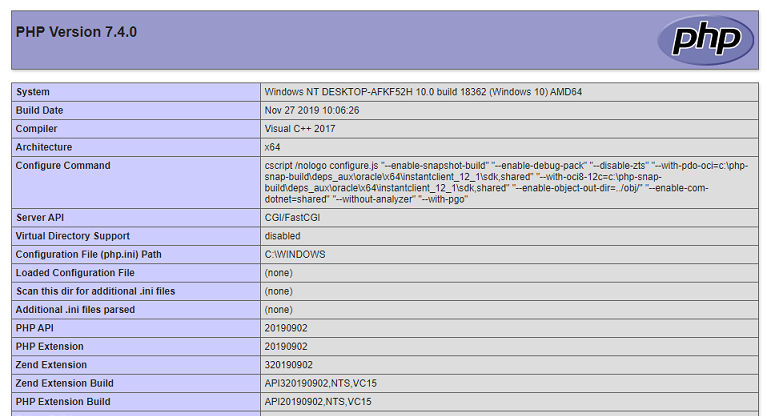 PHP Version 7.4.0
php
System Windows NT DESKTOP-AFKF52H 10.0 build 18362 (Windows 10) AMD64
Build Date Nov 27 2019 10:06:26
Compiler Visual C++ 2017
Architecture x64
Configure Command cscript /nologo configure.js "--enable-snapshot-build" "--enable-debug-pack" "--disable-zts" "--with-pdo-oci=c:\php-
snap-build\deps_aux\oracle\x64\instantclient_12_1\sdk,shared" "--with-oci8-12c=c:\php-snap-
build\deps_aux\oracle\x64\instantclient_12_1\sdk,shared" "--enable-object-out-dir=../obj/" "--enable-com-
dotnet=shared" "--without-analyzer" "--with-pgo"
Server API CGI/FastCGI
Virtual Directory Support disabled
Configuration File (php.ini) Path C:\WINDOWS
Loaded Configuration File (none)
Scan this dir for additional .ini files (none)
Additional .ini files parsed (none)
PHP API 20190902
PHP Extension 20190902
Zend Extension 320190902
Zend Extension Build API320190902,NTS,VC15
PHP Extension Build API20190902,NTS,VC15